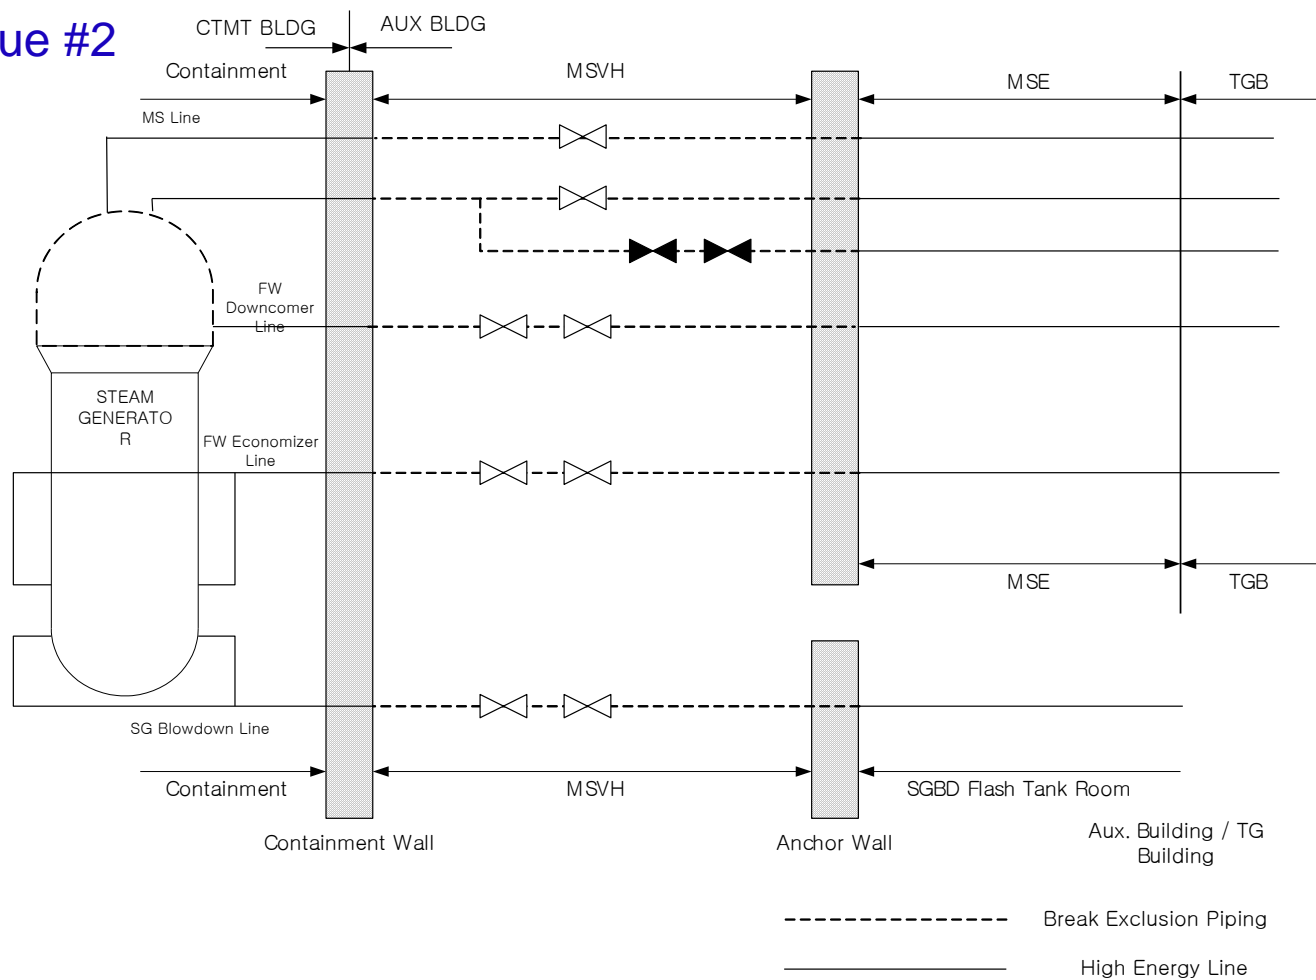 ue #2
CTMT BLDG
AUX BLDG
Containment
MSVH
MSE
TGB
MS Line
FW
Downcomer
Line
STEAM
GENERATO
R
FW Economizer
Line
MSE
TGB
SG Blowdown Line
Containment
MSVH
SGBD Flash Tank Room
Containment Wall
Anchor Wall
Aux. Building / TG
Building
Break Exclusion Piping
High Energy Line